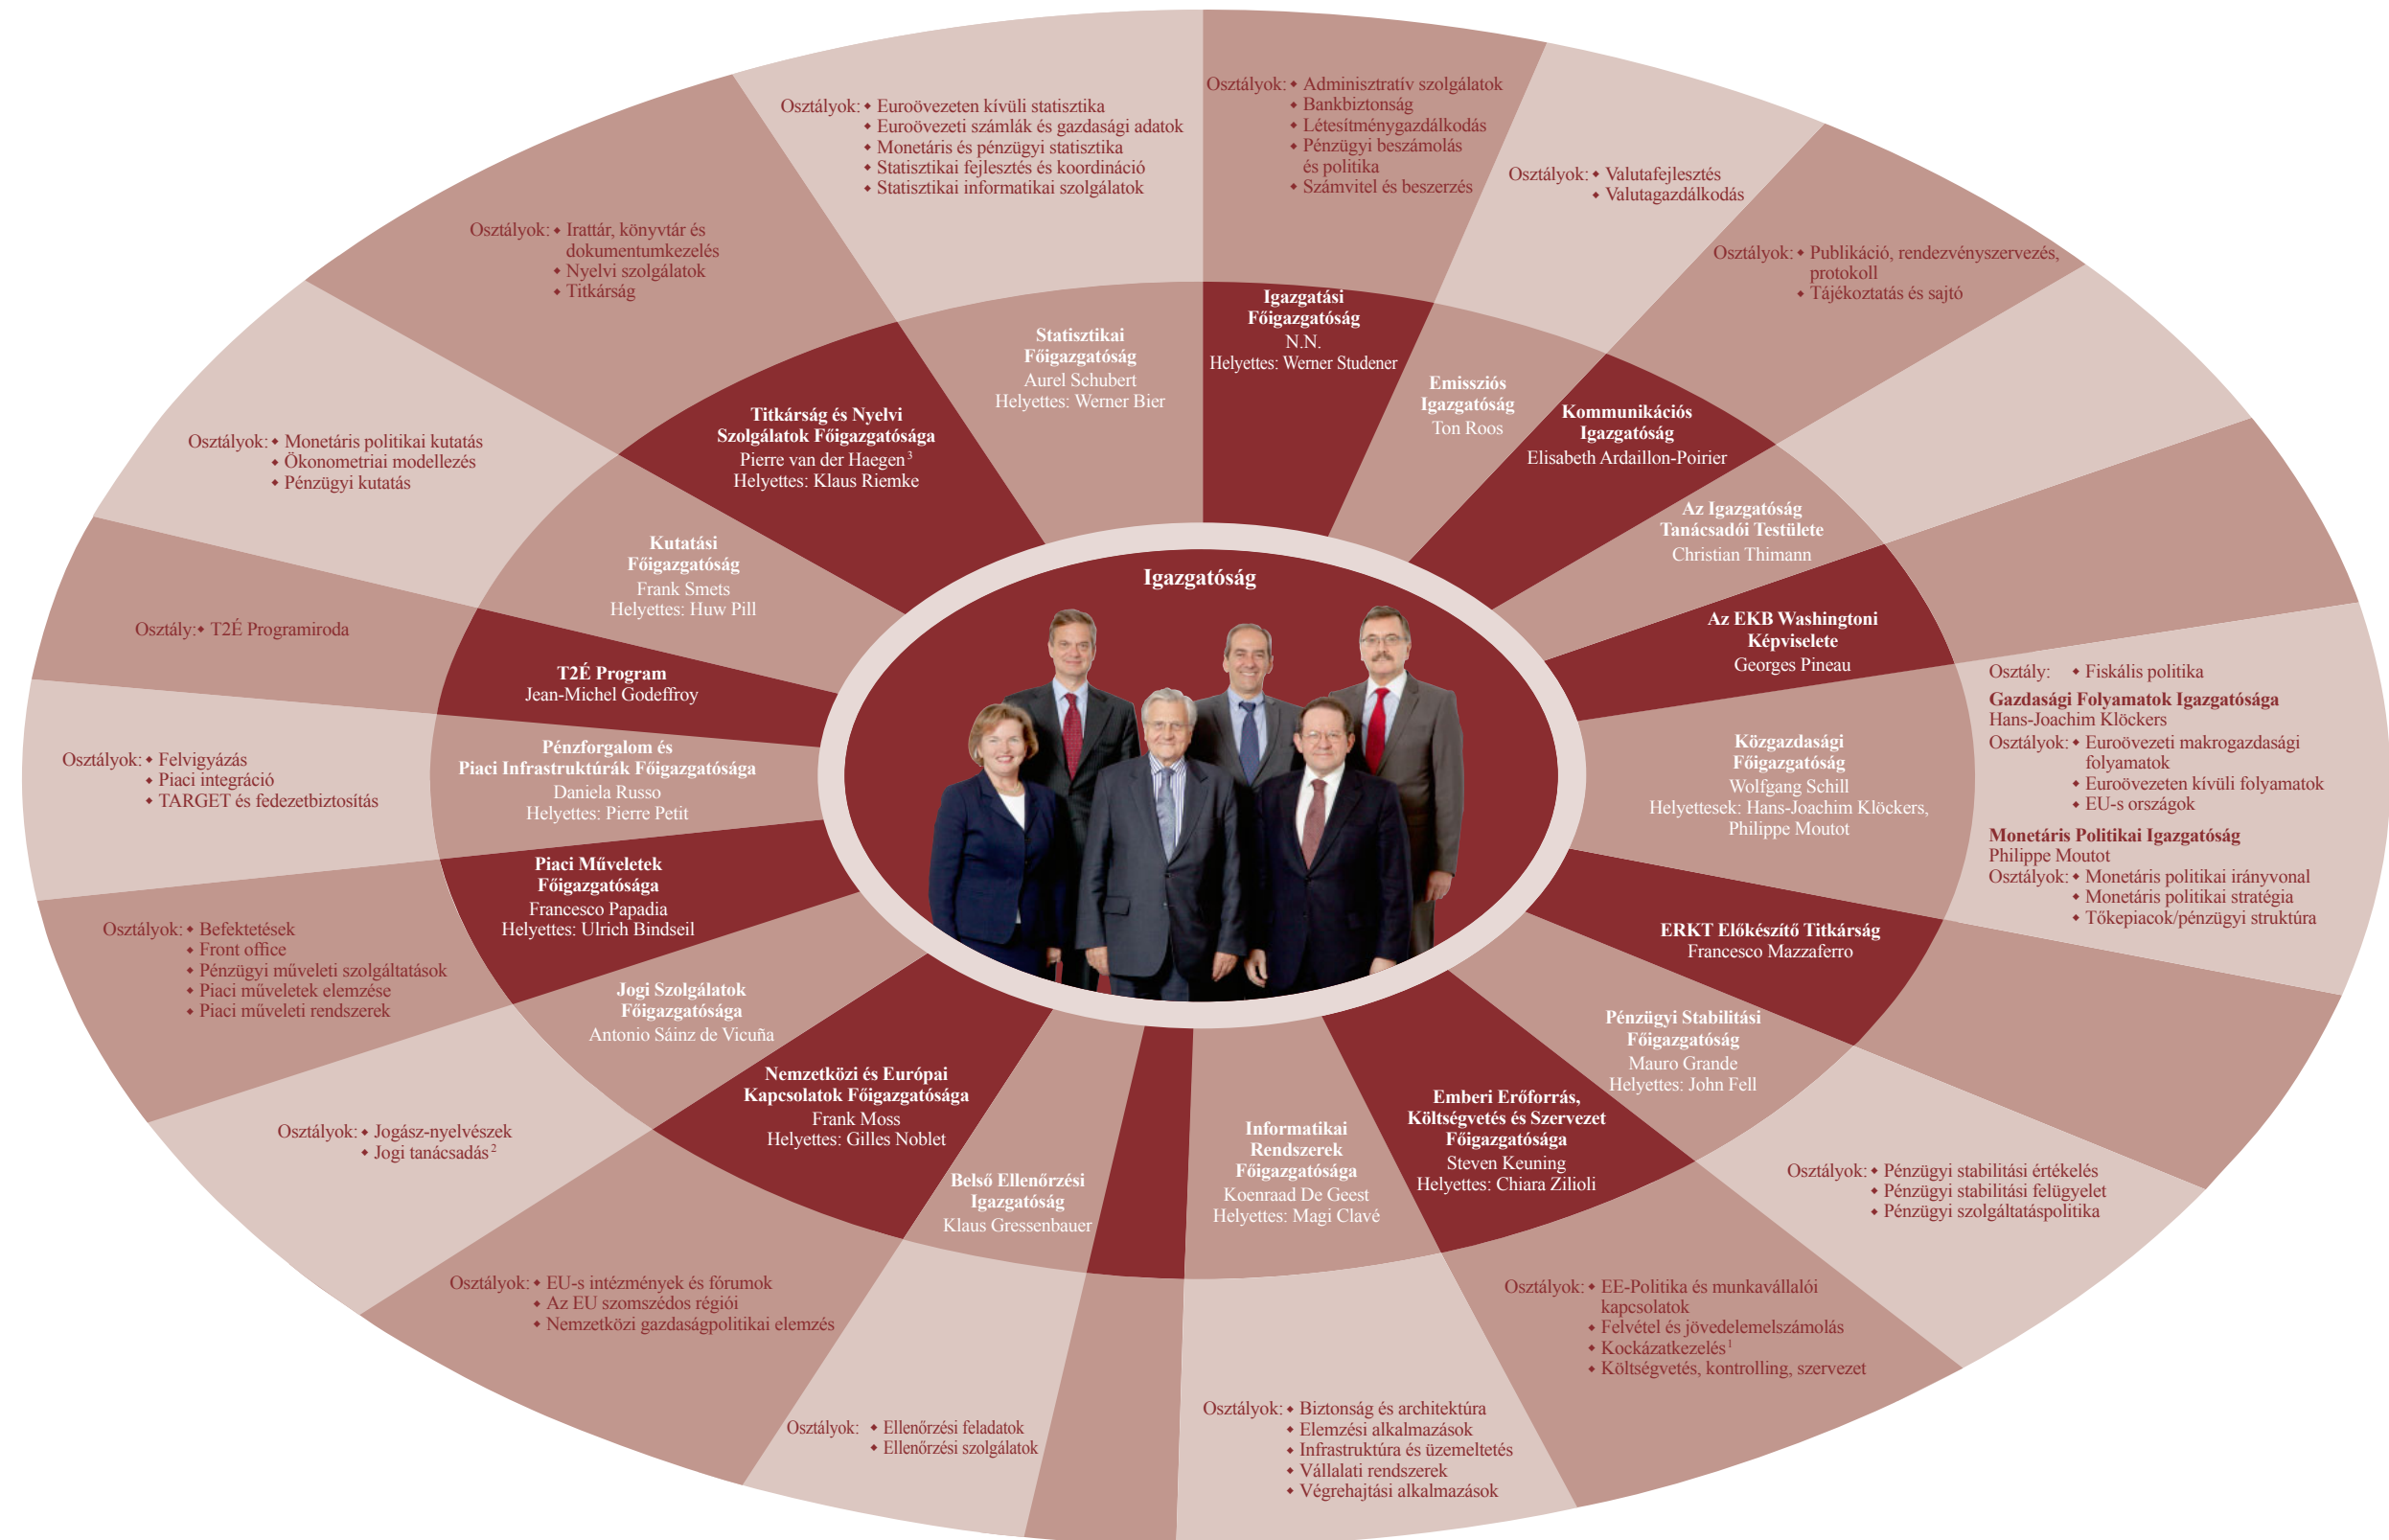 Igazgatóság
Osztályok: ◆ Adminisztratív szolgálatok
◆ Bankbiztonság
◆ Létesítménygazdálkodás
◆ Pénzügyi beszámolás
és politika
◆ Számvitel és beszerzés
Igazgatási
Főigazgatóság
N.N.
Helyettes: Werner Studener
Osztályok: ◆ Valutafejlesztés
◆ Valutagazdálkodás
Emissziós
Igazgatóság
Ton Roos
Osztályok: ◆ Publikáció, rendezvényszervezés,
protokoll
◆ Tájékoztatás és sajtó
Kommunikációs
Igazgatóság
Elisabeth Ardaillon-Poirier
Az Igazgatóság
Tanácsadói Testülete
Christian Thimann
Az EKB Washingtoni
Képviselete
Georges Pineau
Közgazdasági
Főigazgatóság
Wolfgang Schill
Helyettesek: Hans-Joachim Klöckers,
Philippe Moutot
Osztály: ◆ Fiskális politika
Gazdasági Folyamatok Igazgatósága
Hans-Joachim Klöckers
Osztályok: ◆ Euroövezeti makrogazdasági
folyamatok
◆ Euroövezeten kívüli folyamatok
◆ EU-s országok
Monetáris Politikai Igazgatóság
Philippe Moutot
Osztályok: ◆ Monetáris politikai irányvonal
◆ Monetáris politikai stratégia
◆ Tőkepiacok/pénzügyi struktúra
ERKT Előkészítő Titkárság
Francesco Mazzaferro
Pénzügyi Stabilitási
Főigazgatóság
Mauro Grande
Helyettes: John Fell
Osztályok: ◆ Pénzügyi stabilitási értékelés
◆ Pénzügyi stabilitási felügyelet
◆ Pénzügyi szolgáltatáspolitika
Emberi Erőforrás,
Költségvetés és Szervezet
Főigazgatósága
Steven Keuning
Helyettes: Chiara Zilioli
Osztályok: ◆ EE-Politika és munkavállalói
kapcsolatok
◆ Felvétel és jövedelemelszámolás
◆ Kockázatkezelés¹
◆ Költségvetés, kontrolling, szervezet
Informatikai
Rendszerek
Főigazgatósága
Koenraad De Geest
Helyettes: Magi Clavé
Osztályok: ◆ Biztonság és architektúra
◆ Elemzési alkalmazások
◆ Infrastruktúra és üzemeltetés
◆ Vállalati rendszerek
◆ Végrehajtási alkalmazások
Belső Ellenőrzési
Igazgatóság
Klaus Gressenbauer
Osztályok: ◆ Ellenőrzési feladatok
◆ Ellenőrzési szolgálatok
Nemzetközi és Európai
Kapcsolatok Főigazgatósága
Frank Moss
Helyettes: Gilles Noblet
Osztályok: ◆ EU-s intézmények és fórumok
◆ Az EU szomszédos régiói
◆ Nemzetközi gazdaságpolitikai elemzés
Jogi Szolgálatok
Főigazgatósága
Antonio Sáinz de Vicuña
Osztályok: ◆ Jogász-nyelvészek
◆ Jogi tanácsadás²
Piaci Műveletek
Főigazgatósága
Francesco Papadia
Helyettes: Ulrich Bindseil
Osztályok: ◆ Befektetések
◆ Front office
◆ Pénzügyi műveleti szolgáltatások
◆ Piaci műveletek elemzése
◆ Piaci műveleti rendszerek
Pénzforgalom és
Piaci Infrastruktúrák Főigazgatósága
Daniela Russo
Helyettes: Pierre Petit
Osztályok: ◆ Felvigyázás
◆ Piaci integráció
◆ TARGET és fedezetbiztosítás
T2É Program
Jean-Michel Godeffroy
Osztály: ◆ T2É Programiroda
Kutatási
Főigazgatóság
Frank Smets
Helyettes: Huw Pill
Osztályok: ◆ Monetáris politikai kutatás
◆ Ökonometriai modellezés
◆ Pénzügyi kutatás
Titkárság és Nyelvi
Szolgálatok Főigazgatósága
Pierre van der Haegen³
Helyettes: Klaus Riemke
Osztályok: ◆ Irattár, könyvtár és
dokumentumkezelés
◆ Nyelvi szolgálatok
◆ Titkárság
Statisztikai
Főigazgatóság
Aurel Schubert
Helyettes: Werner Bier
Osztályok: ◆ Euroövezeten kívüli statisztika
◆ Euroövezeti számlák és gazdasági adatok
◆ Monetáris és pénzügyi statisztika
◆ Statisztikai fejlesztés és koordináció
◆ Statisztikai informatikai szolgálatok